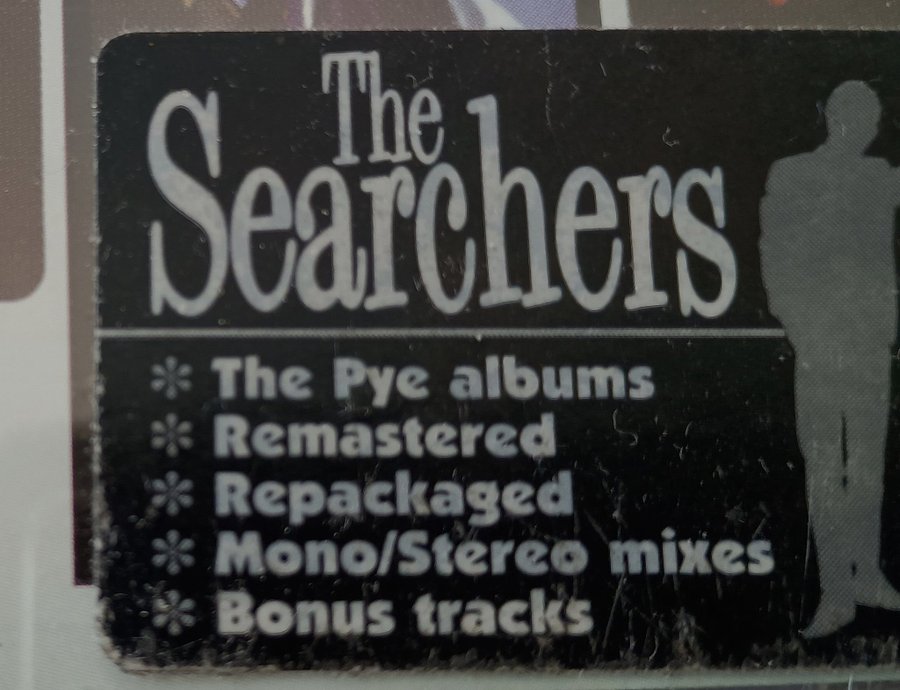 The
Searchers
* The Pye albums
* Remastered
* Repackaged
* Mono/Stereo mixes
* Bonus tracks